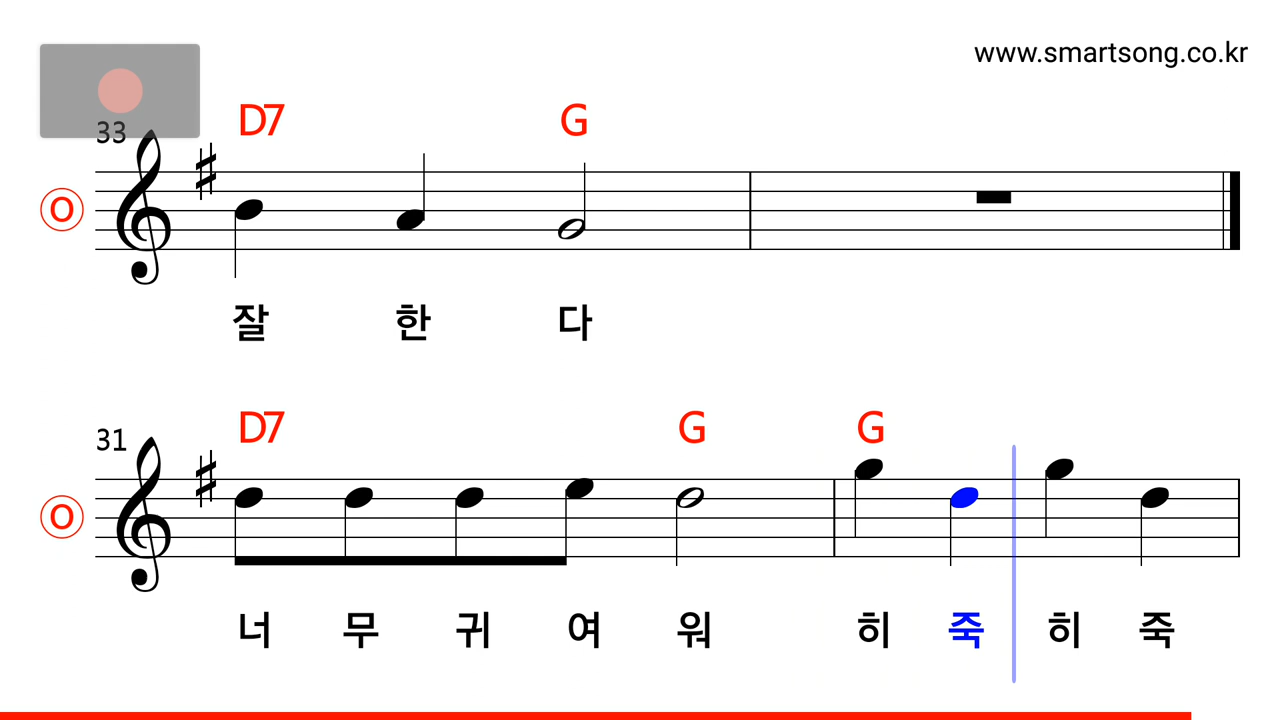 www.smartsong.co.kr
33
D7 G
O
잘 한 다
31
D7 G G
O
너 무 귀 여 워 히 죽 히 죽